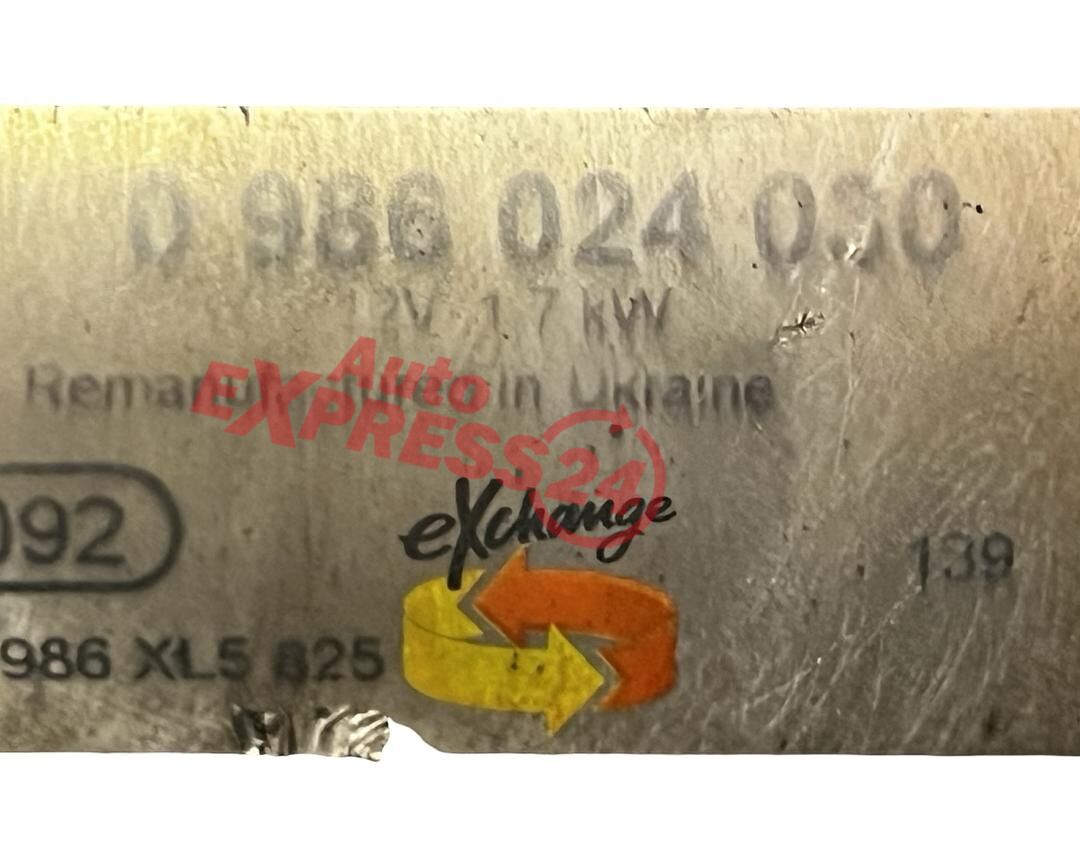 0 986 024 030
12V 1.7 kW
Remanufactured in Ukraine
Auto
EXPRESS24
eXchange
092
139
986 XL5 825